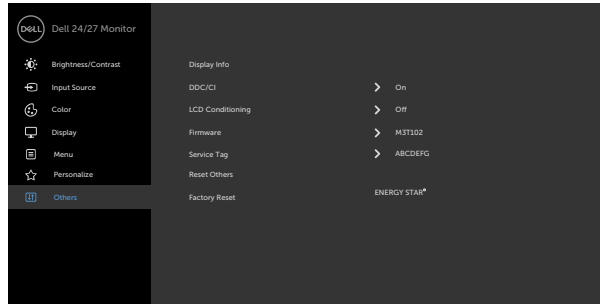 DELL Dell 24/27 Monitor
Brightness/Contrast Display Info
Input Source DDC/CI > On
Color LCD Conditioning > Off
Display Firmware > M3T102
Menu Service Tag > ABCDEFG
Personalize Reset Others
Others Factory Reset ENERGY STAR®